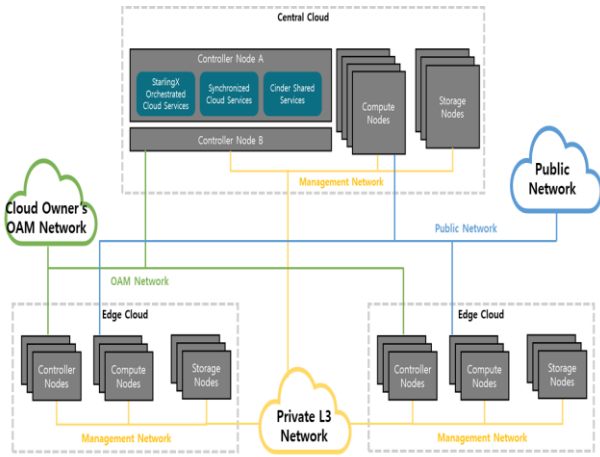 Central Cloud
Controller Node A
StarlingX
Orchestrated
Cloud Services
Synchronized
Cloud Services
Cinder Shared
Services
Controller Node B
Compute
Nodes
Storage
Nodes
Management Network
Cloud Owner's
OAM Network
Public
Network
Public Network
OAM Network
Edge Cloud
Controller
Nodes
Compute
Nodes
Storage
Nodes
Management Network
Private L3
Network
Edge Cloud
Controller
Nodes
Compute
Nodes
Storage
Nodes
Management Network